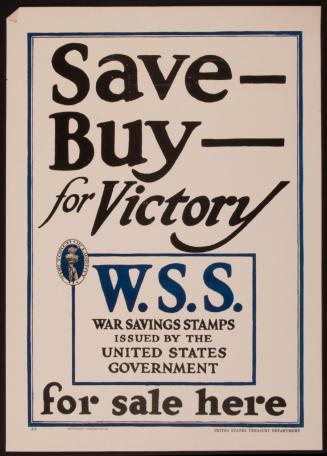 Save—
Buy—
for Victory
W.S.S.
WAR SAVINGS STAMPS
ISSUED BY THE
UNITED STATES
GOVERNMENT
for sale here
UNITED STATES TREASURY DEPARTMENT